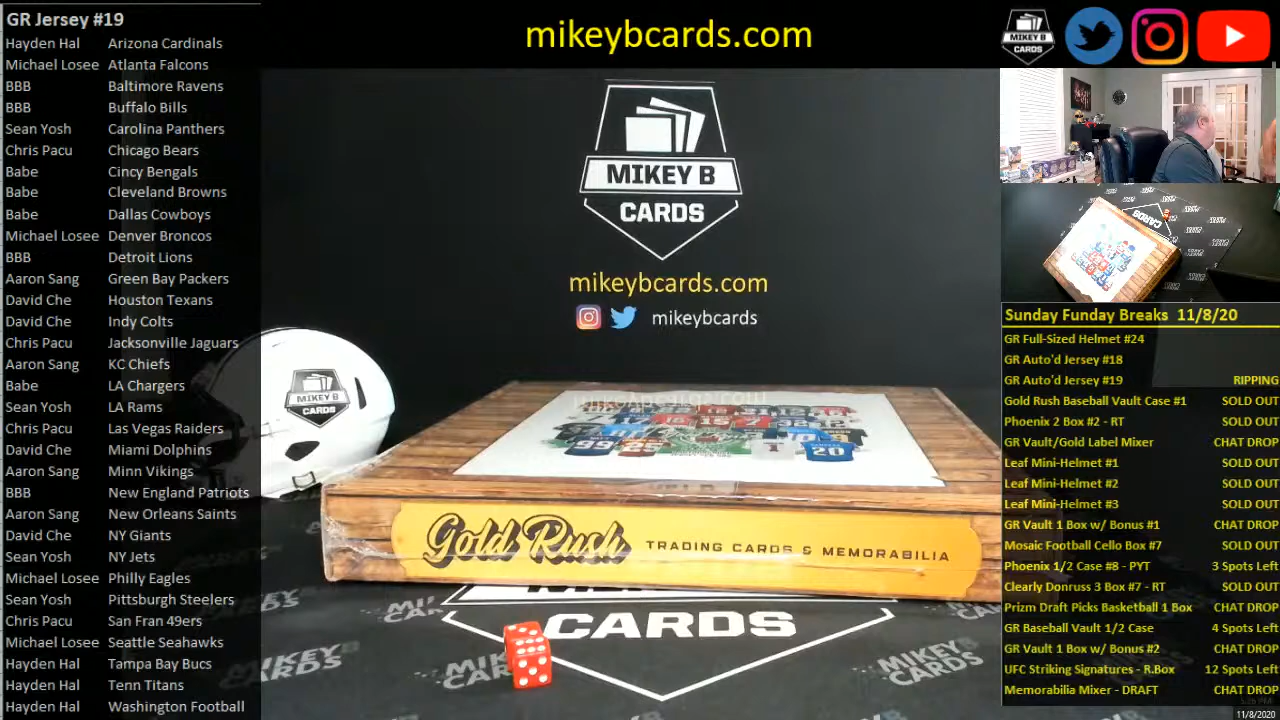 GR Jersey #19
Hayden Hal Arizona Cardinals
Michael Losee Atlanta Falcons
BBB Baltimore Ravens
BBB Buffalo Bills
Sean Yosh Carolina Panthers
Chris Pacu Chicago Bears
Babe Cincy Bengals
Babe Cleveland Browns
Babe Dallas Cowboys
Michael Losee Denver Broncos
BBB Detroit Lions
Aaron Sang Green Bay Packers
David Che Houston Texans
David Che Indy Colts
Chris Pacu Jacksonville Jaguars
Aaron Sang KC Chiefs
Babe LA Chargers
Sean Yosh LA Rams
Chris Pacu Las Vegas Raiders
David Che Miami Dolphins
Aaron Sang Minn Vikings
BBB New England Patriots
Aaron Sang New Orleans Saints
David Che NY Giants
Sean Yosh NY Jets
Michael Losee Philly Eagles
Sean Yosh Pittsburgh Steelers
Chris Pacu San Fran 49ers
Michael Losee Seattle Seahawks
Hayden Hal Tampa Bay Bucs
Hayden Hal Tenn Titans
Hayden Hal Washington Football
mikeybcards.com
MIKEY B
CARDS
mikeybcards.com
mikeybcards
MIKEY B
CARDS
Gold Rush TRADING CARDS & MEMORABILIA
CARDS
MIKEY B
CARDS
MIKEY B
CARDS
Sunday Funday Breaks 11/8/20
GR Full-Sized Helmet #24
GR Auto'd Jersey #18
GR Auto'd Jersey #19 RIPPING
Gold Rush Baseball Vault Case #1 SOLD OUT
Phoenix 2 Box #2 - RT SOLD OUT
GR Vault/Gold Label Mixer CHAT DROP
Leaf Mini-Helmet #1 SOLD OUT
Leaf Mini-Helmet #2 SOLD OUT
Leaf Mini-Helmet #3 SOLD OUT
GR Vault 1 Box w/ Bonus #1 CHAT DROP
Mosaic Football Cello Box #7 SOLD OUT
Phoenix 1/2 Case #8 - PYT 3 Spots Left
Clearly Donruss 3 Box #7 - RT SOLD OUT
Prizm Draft Picks Basketball 1 Box CHAT DROP
GR Baseball Vault 1/2 Case 4 Spots Left
GR Vault 1 Box w/ Bonus #2 CHAT DROP
UFC Striking Signatures - R.Box 12 Spots Left
Memorabilia Mixer - DRAFT CHAT DROP
11/8/2020